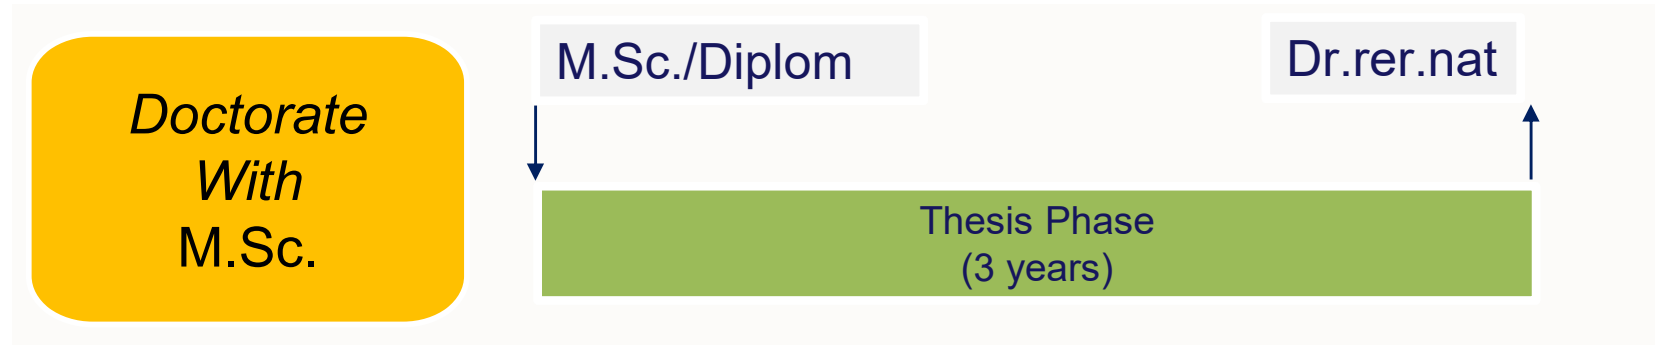 Doctorate
With
M.Sc.
M.Sc./Diplom
Dr.rer.nat
Thesis Phase
(3 years)